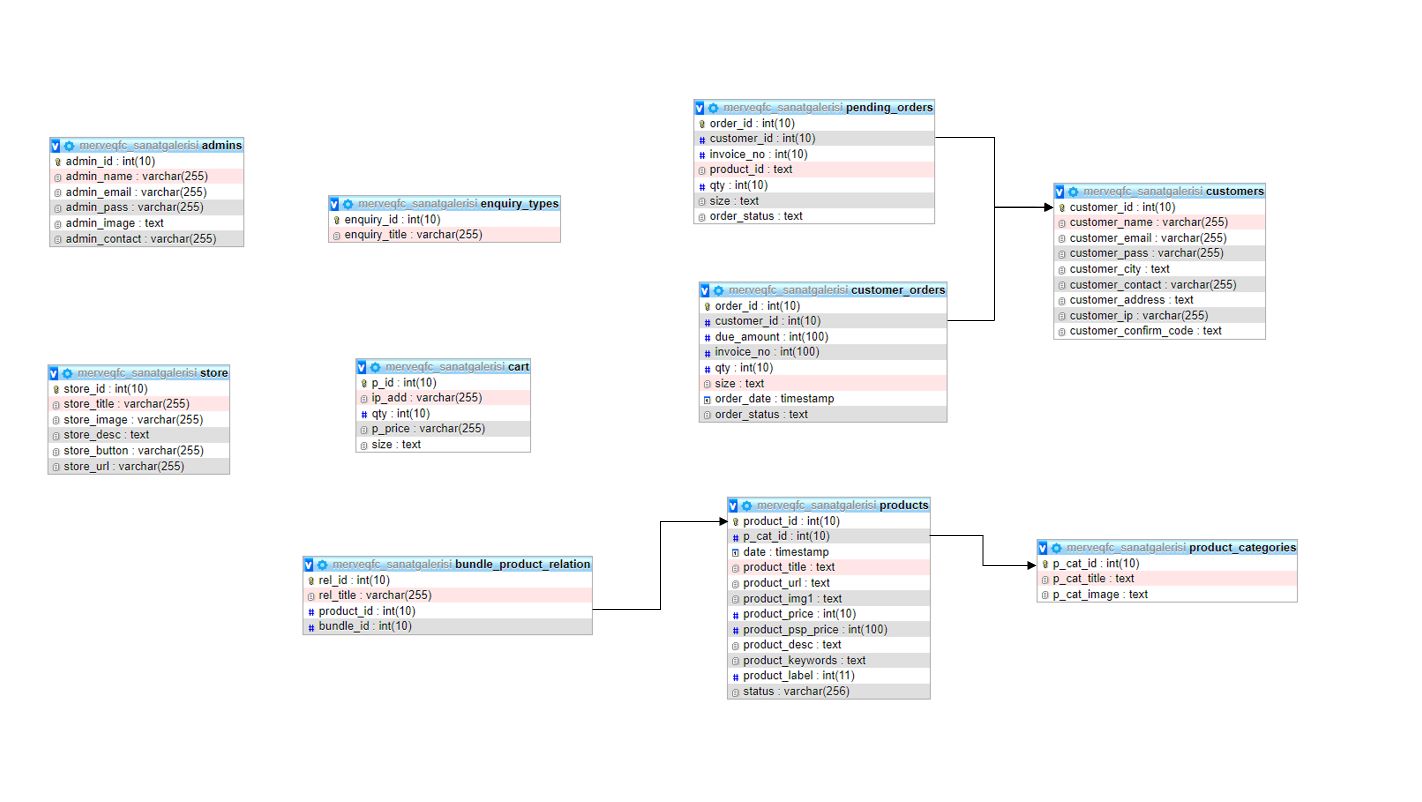 merveqfc_sanatgalerisi admins
admin_id : int(10)
admin_name : varchar(255)
admin_email : varchar(255)
admin_pass : varchar(255)
admin_image : text
admin_contact : varchar(255)
merveqfc_sanatgalerisi enquiry_types
enquiry_id : int(10)
enquiry_title : varchar(255)
merveqfc_sanatgalerisi pending_orders
order_id : int(10)
customer_id : int(10)
invoice_no : int(10)
product_id : text
qty : int(10)
size : text
order_status : text
merveqfc_sanatgalerisi customers
customer_id : int(10)
customer_name : varchar(255)
customer_email : varchar(255)
customer_pass : varchar(255)
customer_city : text
customer_contact : varchar(255)
customer_address : text
customer_ip : varchar(255)
customer_confirm_code : text
merveqfc_sanatgalerisi customer_orders
order_id : int(10)
customer_id : int(10)
due_amount : int(100)
invoice_no : int(100)
qty : int(10)
size : text
order_date : timestamp
order_status : text
merveqfc_sanatgalerisi store
store_id : int(10)
store_title : varchar(255)
store_image : varchar(255)
store_desc : text
store_button : varchar(255)
store_url : varchar(255)
merveqfc_sanatgalerisi cart
p_id : int(10)
ip_add : varchar(255)
qty : int(10)
p_price : varchar(255)
size : text
merveqfc_sanatgalerisi bundle_product_relation
rel_id : int(10)
rel_title : varchar(255)
product_id : int(10)
bundle_id : int(10)
merveqfc_sanatgalerisi products
product_id : int(10)
p_cat_id : int(10)
date : timestamp
product_title : text
product_url : text
product_img1 : text
product_price : int(10)
product_psp_price : int(100)
product_desc : text
product_keywords : text
product_label : int(11)
status : varchar(256)
merveqfc_sanatgalerisi product_categories
p_cat_id : int(10)
p_cat_title : text
p_cat_image : text